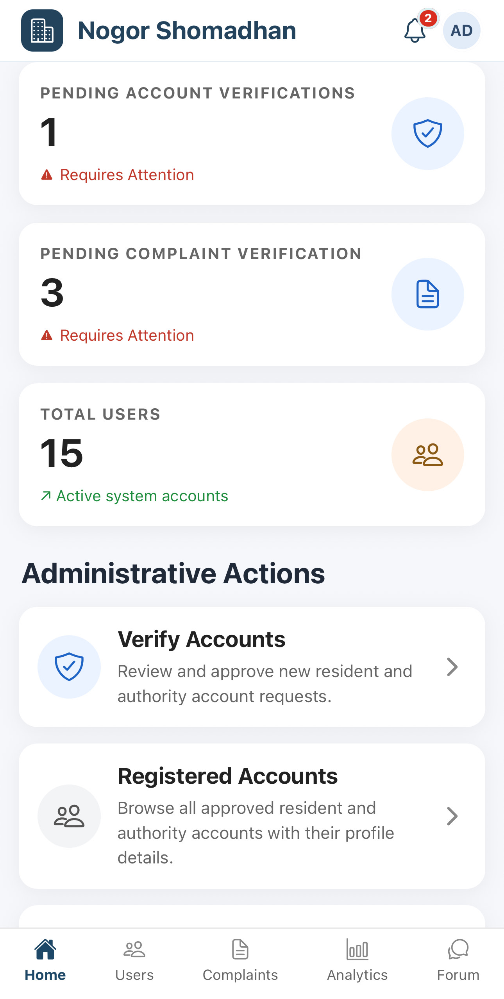 Nogor Shomadhan
2
AD
PENDING ACCOUNT VERIFICATIONS
1
Requires Attention
PENDING COMPLAINT VERIFICATION
3
Requires Attention
TOTAL USERS
15
Active system accounts
Administrative Actions
Verify Accounts
Review and approve new resident and
authority account requests.
Registered Accounts
Browse all approved resident and
authority accounts with their profile
details.
Home
Users
Complaints
Analytics
Forum